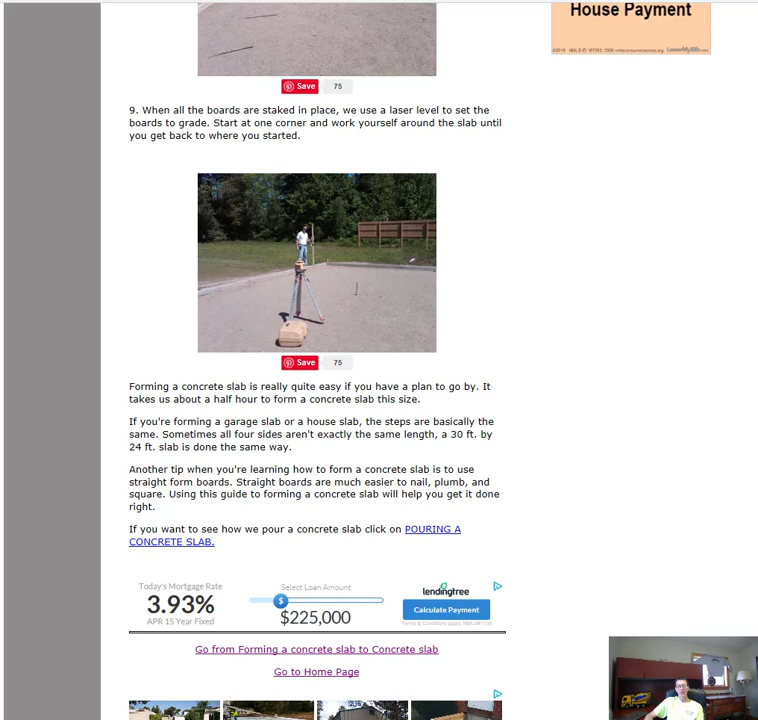 House Payment
Save 75
9. When all the boards are staked in place, we use a laser level to set the
boards to grade. Start at one corner and work yourself around the slab until
you get back to where you started.
Save 75
Forming a concrete slab is really quite easy if you have a plan to go by. It
takes us about a half hour to form a concrete slab this size.
If you're forming a garage slab or a house slab, the steps are basically the
same. Sometimes all four sides aren't exactly the same length, a 30 ft. by
24 ft. slab is done the same way.
Another tip when you're learning how to form a concrete slab is to use
straight form boards. Straight boards are much easier to nail, plumb, and
square. Using this guide to forming a concrete slab will help you get it done
right.
If you want to see how we pour a concrete slab click on POURING A
CONCRETE SLAB.
Today's Mortgage Rate
3.93%
APR 15 Year Fixed
Select Loan Amount
$
$225,000
lendingtree
Calculate Payment
Go from Forming a concrete slab to Concrete slab
Go to Home Page